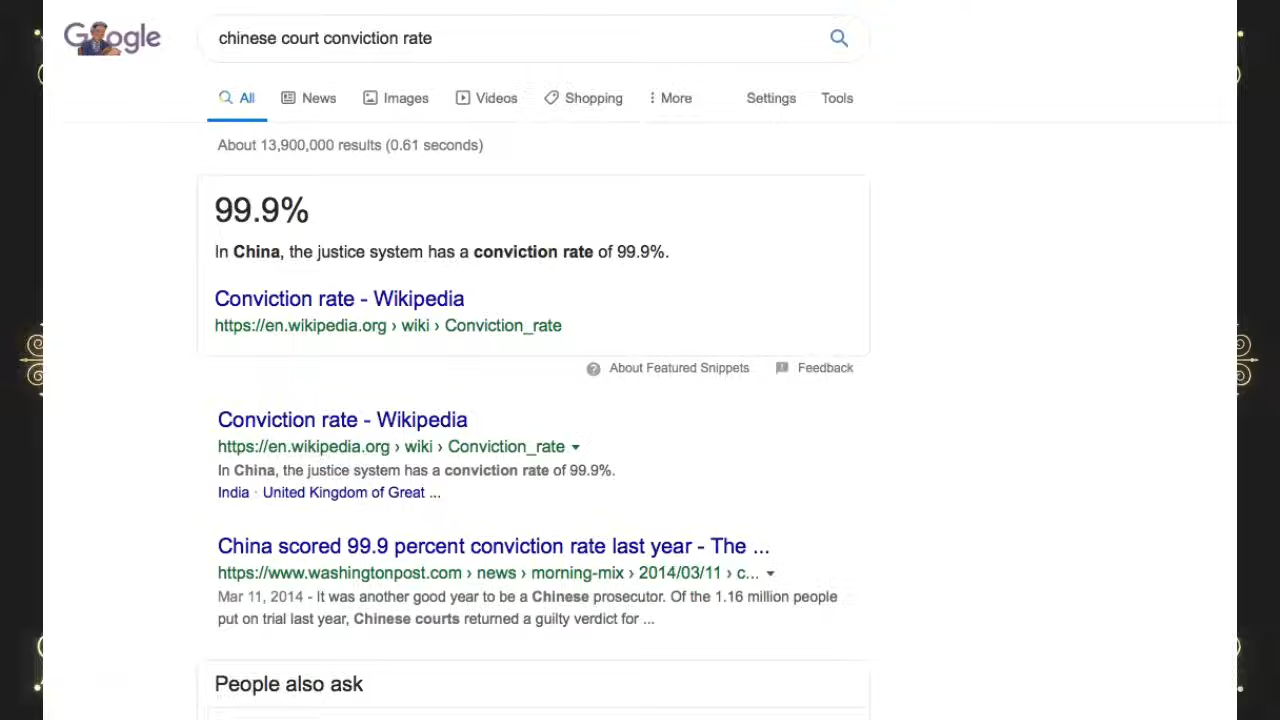 Google
chinese court conviction rate
All News Images Videos Shopping More Settings Tools
About 13,900,000 results (0.61 seconds)
99.9%
In China, the justice system has a conviction rate of 99.9%.
Conviction rate - Wikipedia
https://en.wikipedia.org › wiki › Conviction_rate
About Featured Snippets Feedback
Conviction rate - Wikipedia
https://en.wikipedia.org › wiki › Conviction_rate
In China, the justice system has a conviction rate of 99.9%.
India · United Kingdom of Great ...
China scored 99.9 percent conviction rate last year - The ...
https://www.washingtonpost.com › news › morning-mix › 2014/03/11 › c...
Mar 11, 2014 - It was another good year to be a Chinese prosecutor. Of the 1.16 million people
put on trial last year, Chinese courts returned a guilty verdict for ...
People also ask